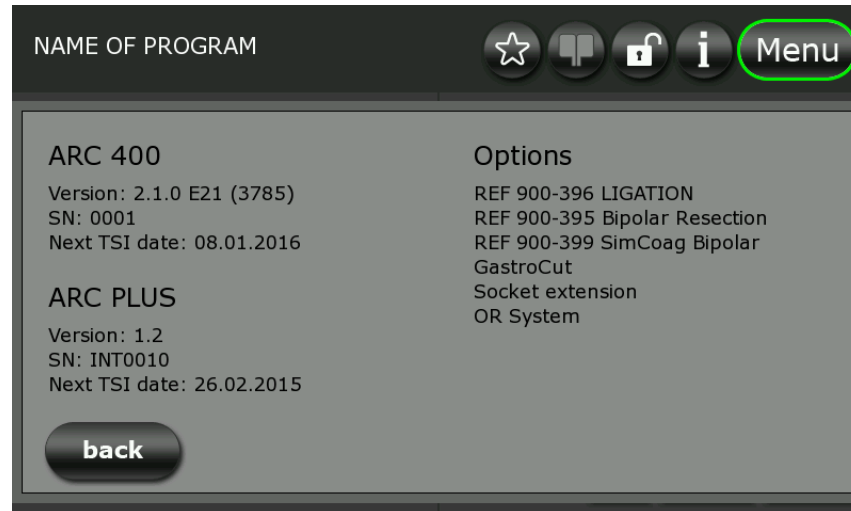 NAME OF PROGRAM
i
Menu
ARC 400
Version: 2.1.0 E21 (3785)
SN: 0001
Next TSI date: 08.01.2016
ARC PLUS
Version: 1.2
SN: INT0010
Next TSI date: 26.02.2015
back
Options
REF 900-396 LIGATION
REF 900-395 Bipolar Resection
REF 900-399 SimCoag Bipolar
GastroCut
Socket extension
OR System